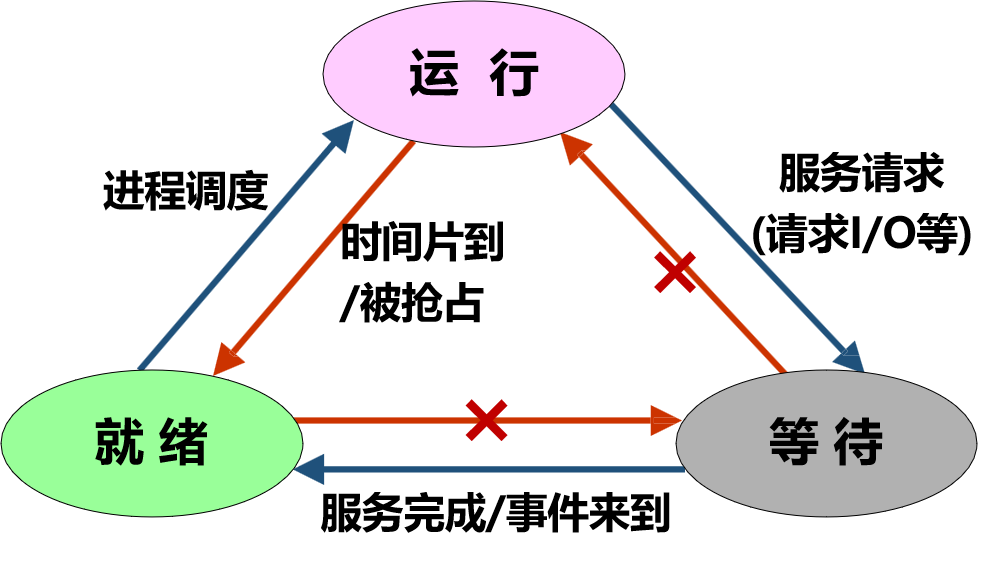 运 行
进程调度
服务请求
(请求I/O等)
时间片到
/被抢占
就 绪
等 待
服务完成/事件来到